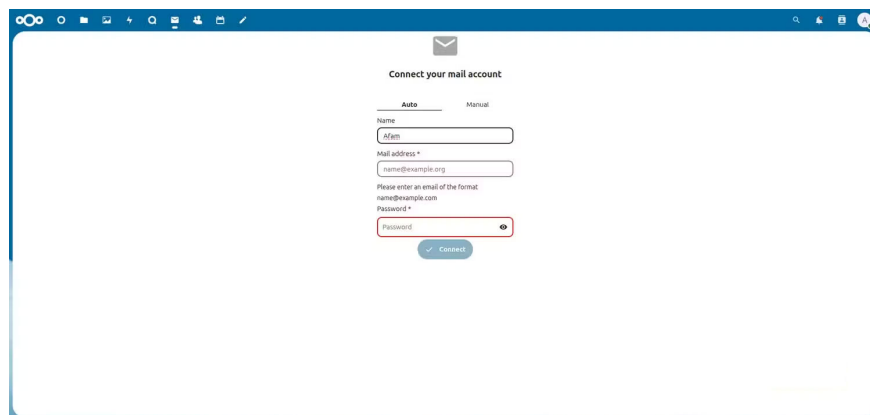 A
Connect your mail account
Auto Manual
Name
Afam
Mail address *
name@example.org
Please enter an email of the format
name@example.com
Password *
Password
Connect